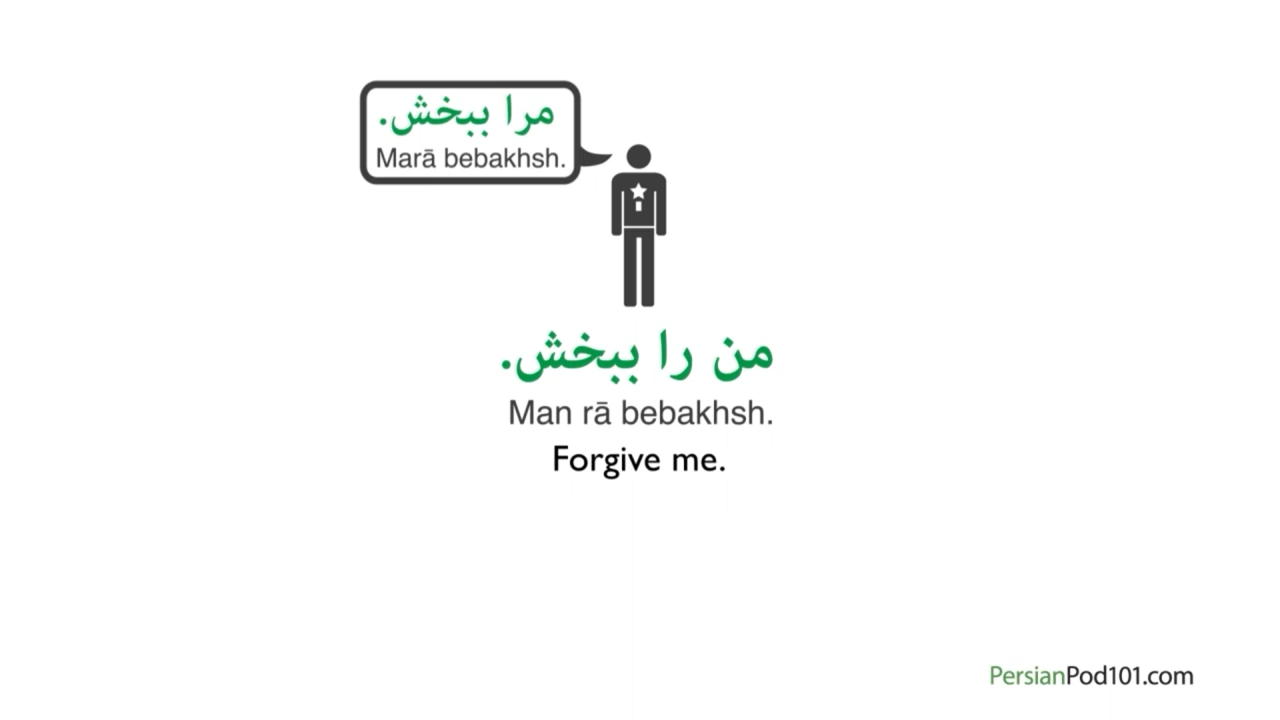 مرا ببخش.
Marā bebakhsh.
من را ببخش.
Man rā bebakhsh.
Forgive me.
PersianPod101.com